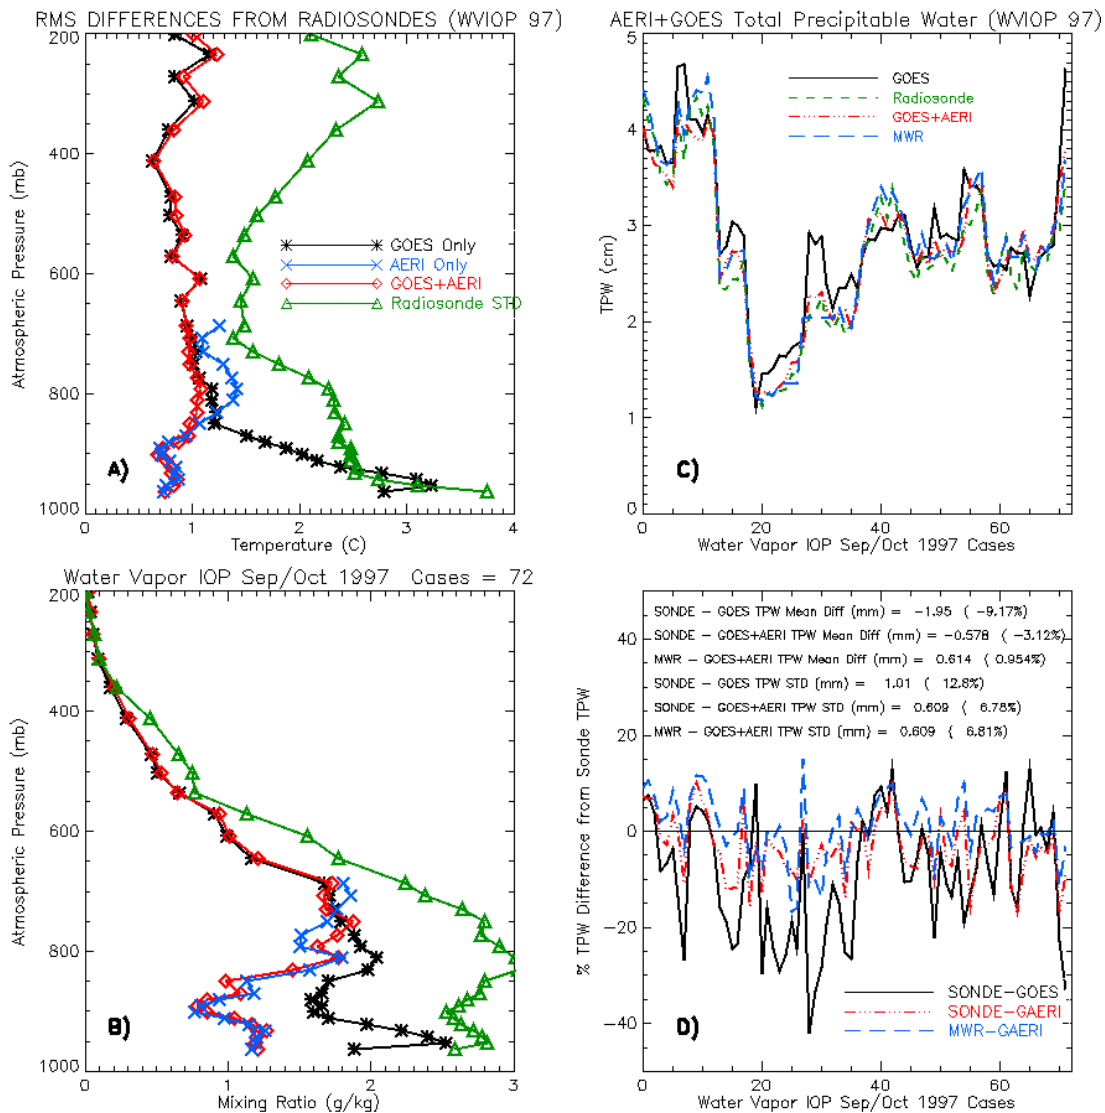 RMS DIFFERENCES FROM RADIOSONDES (WVIOP 97)
200
400
600
800
1000
Atmospheric Pressure (mb)
GOES Only
AERI Only
GOES+AERI
Radiosonde STD
A)
0 1 2 3 4
Temperature (C)
AERI+GOES Total Precipitable Water (WVIOP 97)
5
4
3
2
1
0
TPW (cm)
GOES
Radiosonde
GOES+AERI
MWR
C)
0 20 40 60
Water Vapor IOP Sep/Oct 1997 Cases
Water Vapor IOP Sep/Oct 1997 Cases = 72
200
400
600
800
1000
Atmospheric Pressure (mb)
B)
0 1 2 3
Mixing Ratio (g/kg)
SONDE - GOES TPW Mean Diff (mm) = -1.95 ( -9.17%)
SONDE - GOES+AERI TPW Mean Diff (mm) = -0.578 ( -3.12%)
MWR - GOES+AERI TPW Mean Diff (mm) = 0.614 ( 0.954%)
SONDE - GOES TPW STD (mm) = 1.01 ( 12.8%)
SONDE - GOES+AERI TPW STD (mm) = 0.609 ( 6.78%)
MWR - GOES+AERI TPW STD (mm) = 0.609 ( 6.81%)
40
20
0
-20
-40
% TPW Difference from Sonde TPW
SONDE-GOES
SONDE-GAERI
MWR-GAERI
D)
0 20 40 60
Water Vapor IOP Sep/Oct 1997 Cases